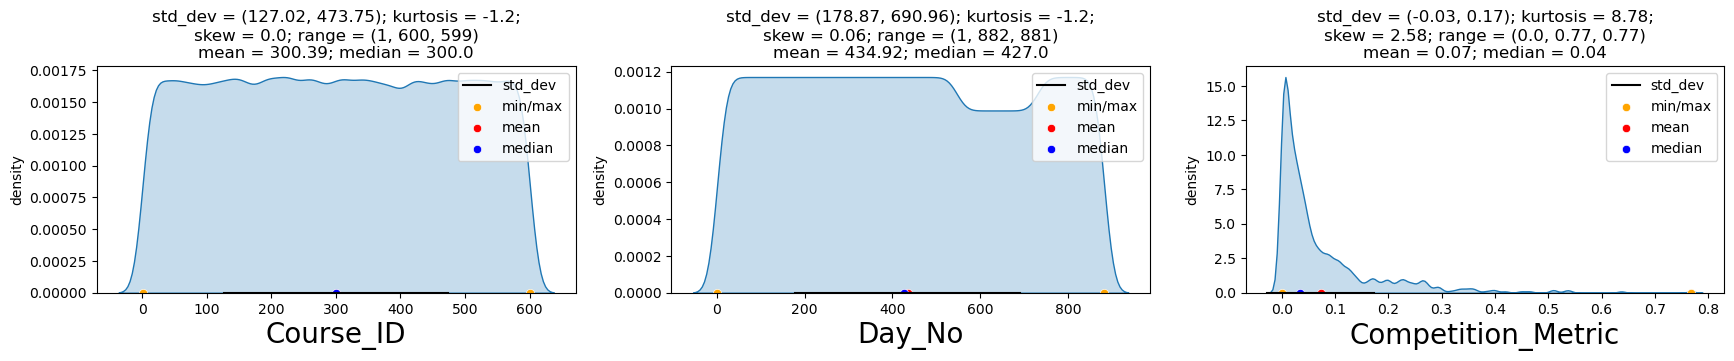 std_dev = (127.02, 473.75); kurtosis = -1.2;
skew = 0.0; range = (1, 600, 599)
mean = 300.39; median = 300.0
0.00175
0.00150
0.00125
0.00100
0.00075
0.00050
0.00025
0.00000
density
std_dev
min/max
mean
median
0
100
200
300
400
500
600
Course_ID
std_dev = (178.87, 690.96); kurtosis = -1.2;
skew = 0.06; range = (1, 882, 881)
mean = 434.92; median = 427.0
0.0012
0.0010
0.0008
0.0006
0.0004
0.0002
0.0000
density
std_dev
min/max
mean
median
0
200
400
600
800
Day_No
std_dev = (-0.03, 0.17); kurtosis = 8.78;
skew = 2.58; range = (0.0, 0.77, 0.77)
mean = 0.07; median = 0.04
15.0
12.5
10.0
7.5
5.0
2.5
0.0
density
std_dev
min/max
mean
median
0.0
0.1
0.2
0.3
0.4
0.5
0.6
0.7
0.8
Competition_Metric